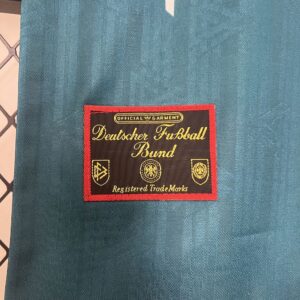 OFFICIAL GARMENT
Deutscher Fußball
Bund
Registered Trade Marks